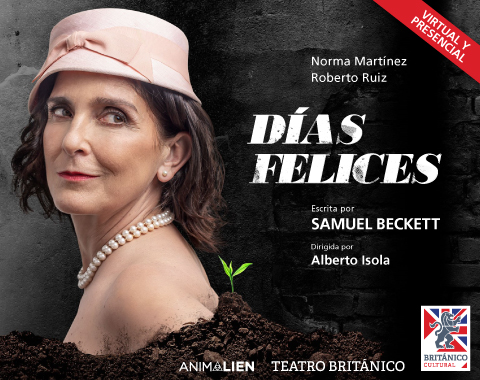 VIRTUAL Y
PRESENCIAL
Norma Martínez
Roberto Ruiz
DÍAS
FELICES
Escrita por
SAMUEL BECKETT
Dirigida por
Alberto Isola
ANIMALIEN
TEATRO BRITÁNICO
BRITÁNICO
CULTURAL